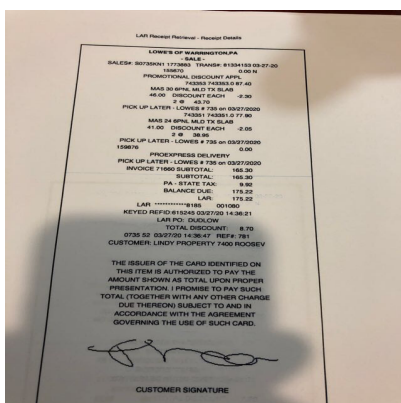 LAR Receipt Retrieval - Receipt Details
LOWE'S OF WARRINGTON,PA
- SALE -
SALES#: S0735KN1 1773683 TRANS#: 81334153 03-27-20
159870 0.00 N
PROMOTIONAL DISCOUNT APPL
743353 743353.0 87.40
MAS 30 6PNL MLD TX SLAB
46.00 DISCOUNT EACH -2.30
2 @ 43.70
PICK UP LATER - LOWES # 735 on 03/27/2020
743351 743351.0 77.90
MAS 24 6PNL MLD TX SLAB
41.00 DISCOUNT EACH -2.05
2 @ 38.95
PICK UP LATER - LOWES # 735 on 03/27/2020
159876 0.00
PROEXPRESS DELIVERY
PICK UP LATER - LOWES # 735 on 03/27/2020
INVOICE 71660 SUBTOTAL: 165.30
SUBTOTAL: 165.30
PA - STATE TAX: 9.92
BALANCE DUE: 175.22
LAR: 175.22
LAR ************8185 001080
KEYED REFID:615245 03/27/20 14:36:21
LAR PO: DUDLOW
TOTAL DISCOUNT: 8.70
0735 52 03/27/20 14:36:47 REF#: 781
CUSTOMER: LINDY PROPERTY 7400 ROOSEV
THE ISSUER OF THE CARD IDENTIFIED ON
THIS ITEM IS AUTHORIZED TO PAY THE
AMOUNT SHOWN AS TOTAL UPON PROPER
PRESENTATION. I PROMISE TO PAY SUCH
TOTAL (TOGETHER WITH ANY OTHER CHARGE
DUE THEREON) SUBJECT TO AND IN
ACCORDANCE WITH THE AGREEMENT
GOVERNING THE USE OF SUCH CARD.
CUSTOMER SIGNATURE